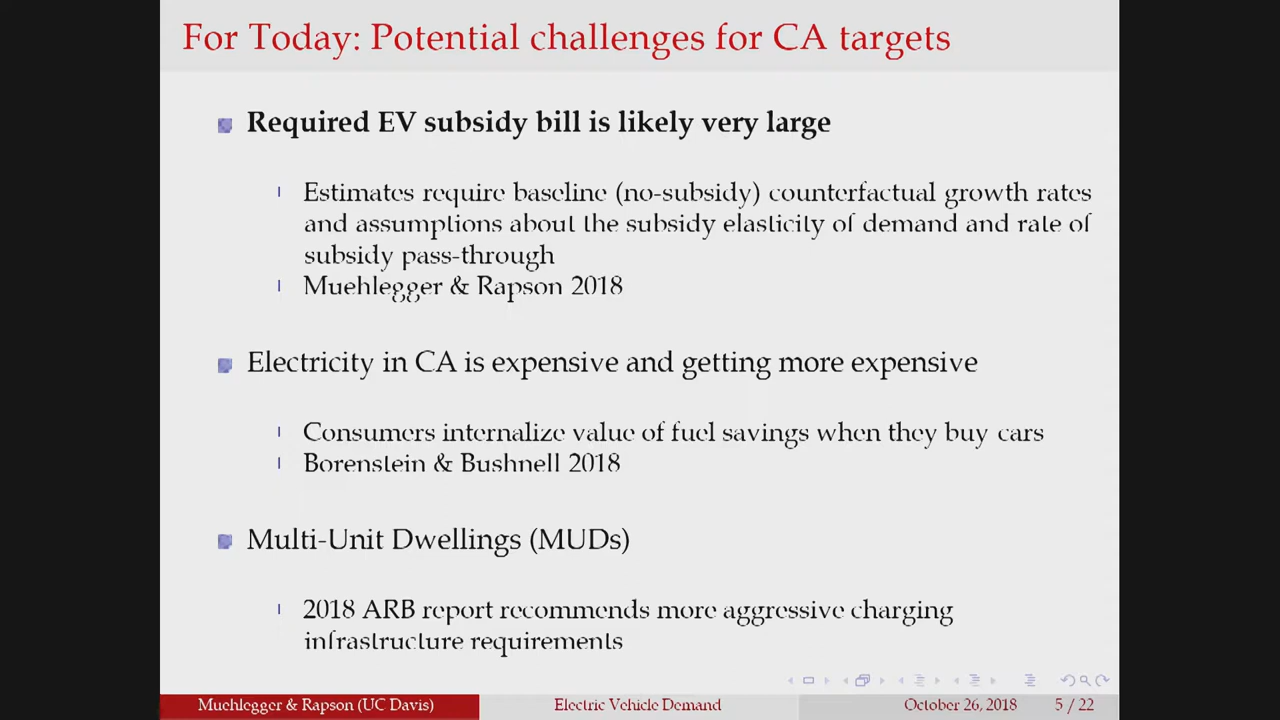 For Today: Potential challenges for CA targets
Required EV subsidy bill is likely very large
Estimates require baseline (no-subsidy) counterfactual growth rates
and assumptions about the subsidy elasticity of demand and rate of
subsidy pass-through
Muehlegger & Rapson 2018
Electricity in CA is expensive and getting more expensive
Consumers internalize value of fuel savings when they buy cars
Borenstein & Bushnell 2018
Multi-Unit Dwellings (MUDs)
2018 ARB report recommends more aggressive charging
infrastructure requirements
Muehlegger & Rapson (UC Davis) Electric Vehicle Demand October 26, 2018 5 / 22